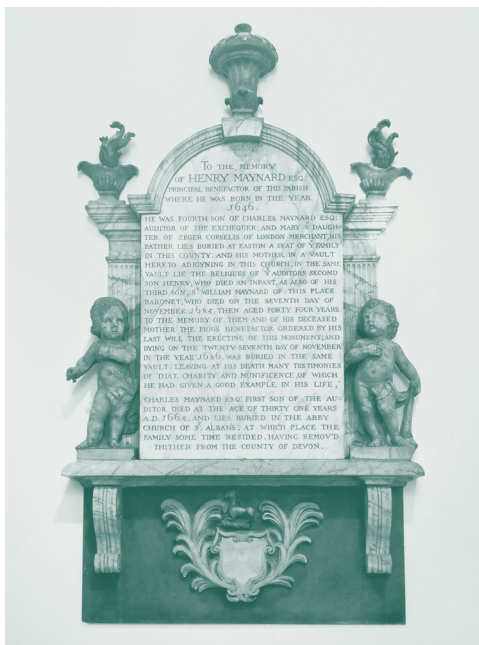 TO THE MEMORY
OF HENRY MAYNARD ESQ:
PRINCIPAL BENEFACTOR OF THIS PARISH
WHERE HE WAS BORN IN THE YEAR
1646.
HE WAS FOURTH SON OF CHARLES MAYNARD ESQ:
AUDITOR OF THE EXCHEQUER, AND MARY Y DAUGH-
TER OF ZEGER CORSELIS OF LONDON MERCHANT, HIS
FATHER LIES BURIED AT EASTON A SEAT OF Y FAMILY
IN THIS COUNTY: AND HIS MOTHER IN A VAULT
HERETO ADJOYNING IN THIS CHURCH, IN THE SAME
VAULT LIE THE RELIQUES OF Y AUDITORS SECOND
SON HENRY, WHO DIED AN INFANT, AS ALSO OF HIS
THIRD SON, SR WILLIAM MAYNARD OF THIS PLACE
BARONET, WHO DIED ON THE SEVENTH DAY OF
NOVEMBER 1684, THEN AGED FORTY FOUR YEARS
TO THE MEMORY OF THEM AND OF HIS DECEASED
MOTHER THE PIOUS BENEFACTOR ORDERED BY HIS
LAST WILL THE ERECTING OF THIS MONUMENT; AND
DYING ON THE TWENTY SEVENTH DAY OF NOVEMBER
IN THE YEAR 1686, WAS BURIED IN THE SAME
VAULT: LEAVING AT HIS DEATH MANY TESTIMONIES
OF THAT CHARITY AND MUNIFICENCE, OF WHICH
HE HAD GIVEN A GOOD EXAMPLE IN HIS LIFE,
CHARLES MAYNARD ESQ: FIRST SON OF THE AU-
DITOR DIED AT THE AGE OF THIRTY ONE YEARS
A.D. 1664, AND LIES BURIED IN THE ABBY
CHURCH OF ST ALBANS: AT WHICH PLACE THE
FAMILY SOME TIME RESIDED, HAVING REMOV'D
THITHER FROM THE COUNTY OF DEVON.